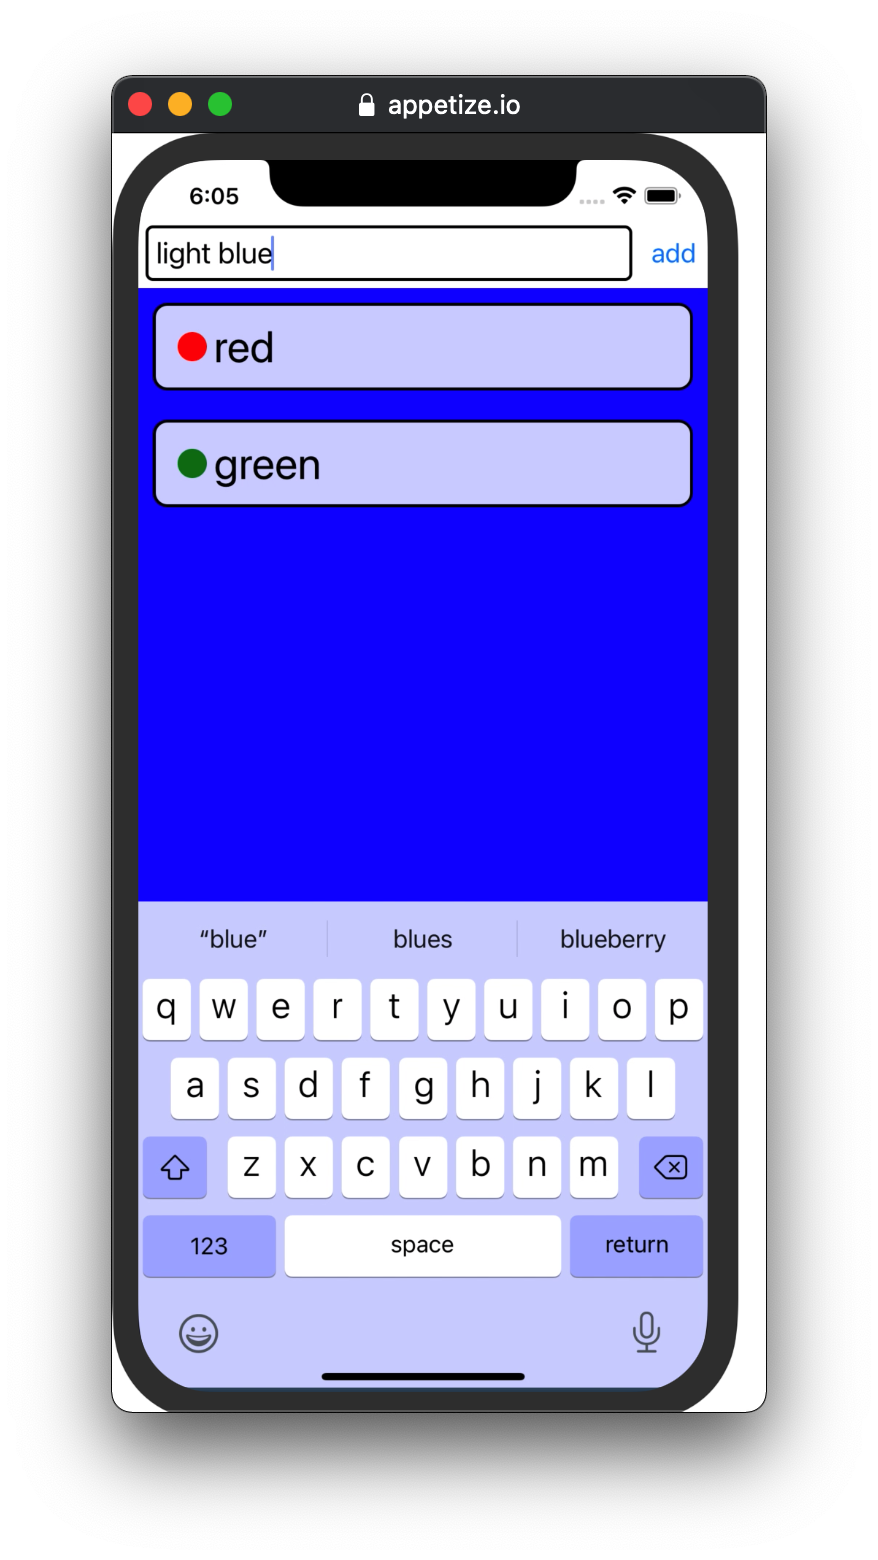 appetize.io
6:05
light blue
add
red
green
“blue” blues blueberry
q w e r t y u i o p
a s d f g h j k l
z x c v b n m
123 space return